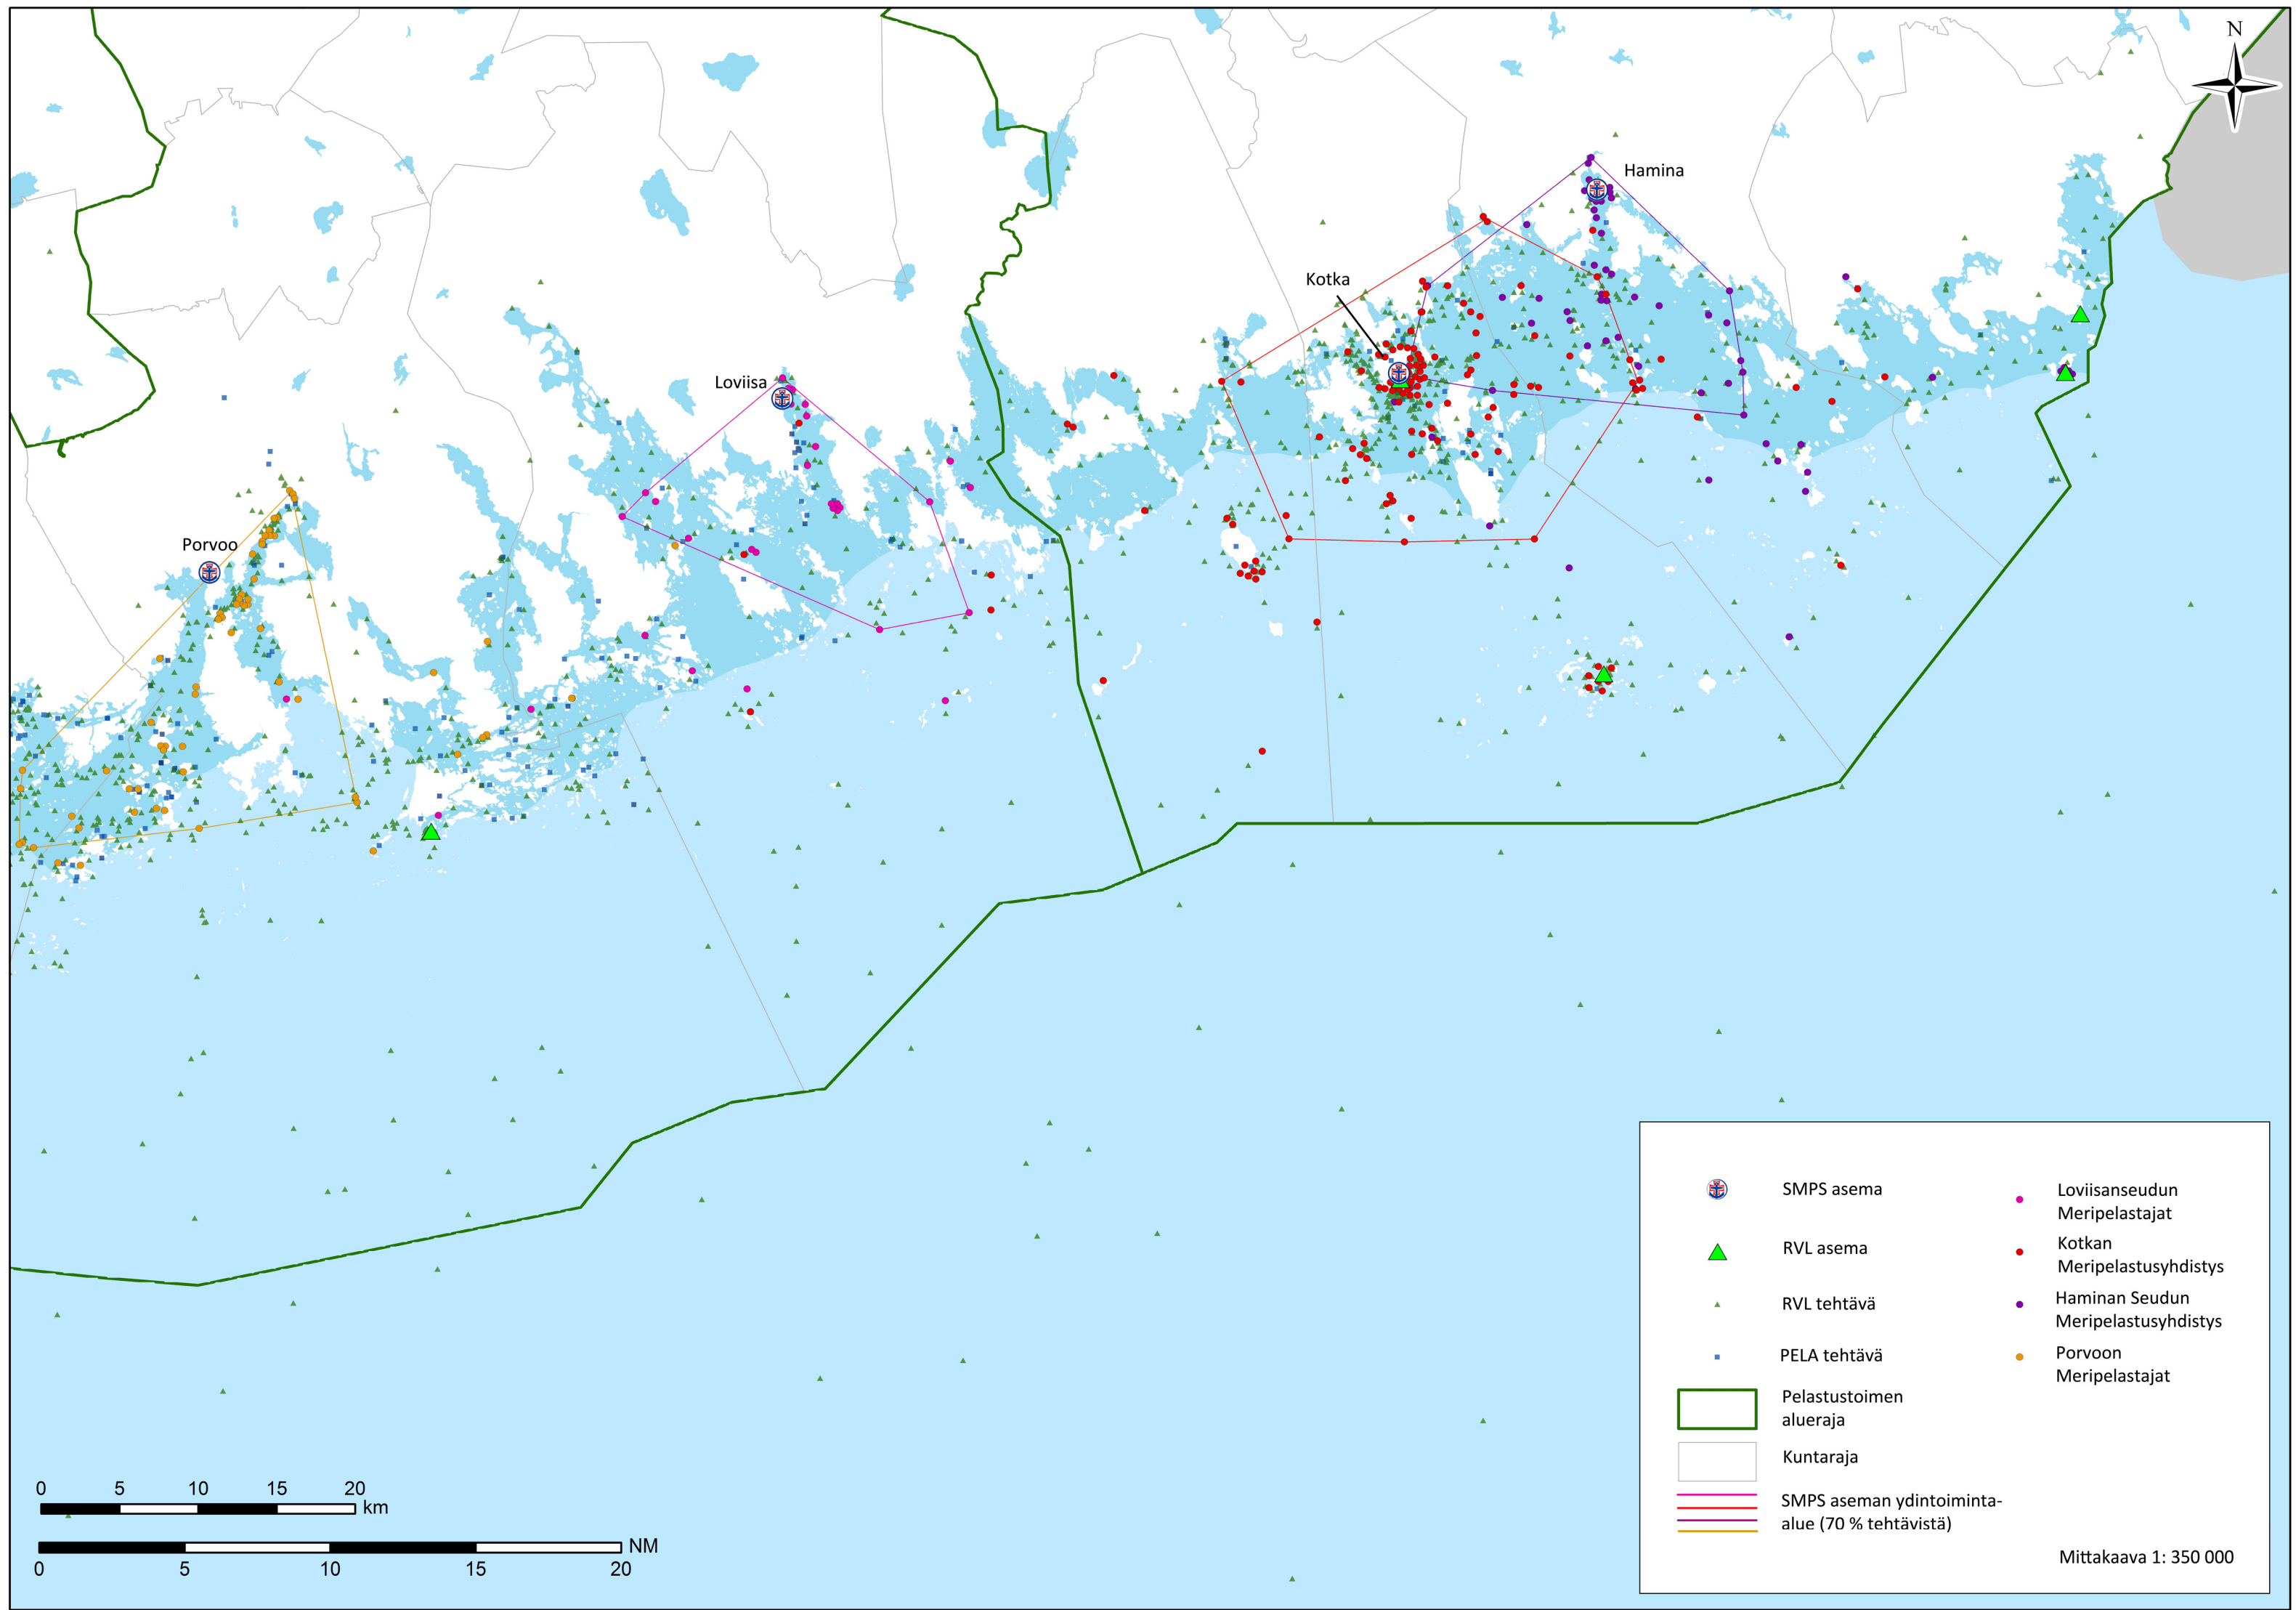 N
Hamina
Kotka
Loviisa
Porvoo
SMPS asema
RVL asema
RVL tehtävä
PELA tehtävä
Pelastustoimen
alueraja
Kuntaraja
SMPS aseman ydintoiminta-
alue (70 % tehtävistä)
Loviisanseudun
Meripelastajat
Kotkan
Meripelastusyhdistys
Haminan Seudun
Meripelastusyhdistys
Porvoon
Meripelastajat
Mittakaava 1: 350 000
0 5 10 15 20
km
NM
0 5 10 15 20